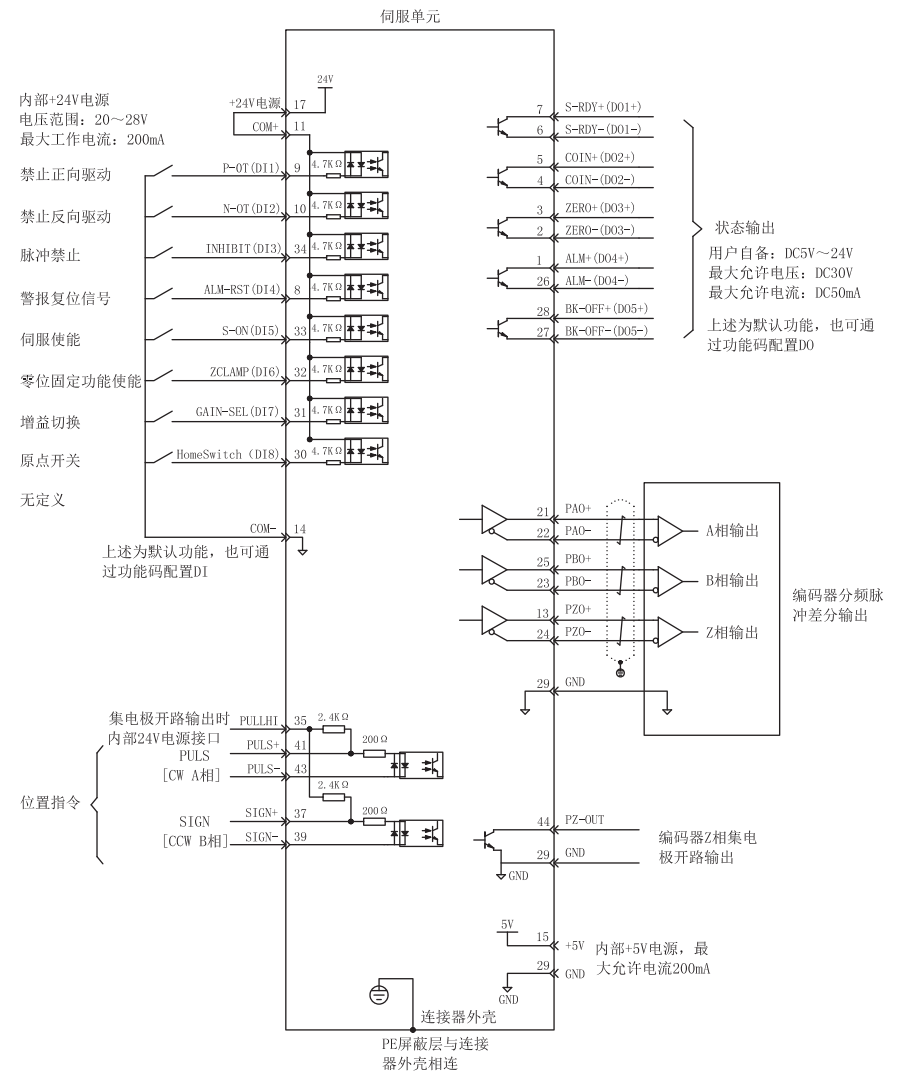 伺服单元
24V
内部+24V电源
电压范围：20～28V
最大工作电流：200mA
+24V电源 17
COM+ 11
禁止正向驱动 P-OT(DI1) 9 4.7KΩ
禁止反向驱动 N-OT(DI2) 10 4.7KΩ
脉冲禁止 INHIBIT(DI3) 34 4.7KΩ
警报复位信号 ALM-RST(DI4) 8 4.7KΩ
伺服使能 S-ON(DI5) 33 4.7KΩ
零位固定功能使能 ZCLAMP(DI6) 32 4.7KΩ
增益切换 GAIN-SEL(DI7) 31 4.7KΩ
原点开关 HomeSwitch (DI8) 30 4.7KΩ
无定义
COM- 14
上述为默认功能，也可通
过功能码配置DI
7 S-RDY+(DO1+)
6 S-RDY-(DO1-)
5 COIN+(DO2+)
4 COIN-(DO2-)
3 ZERO+(DO3+)
2 ZERO-(DO3-)
1 ALM+(DO4+)
26 ALM-(DO4-)
28 BK-OFF+(DO5+)
27 BK-OFF-(DO5-)
状态输出
用户自备：DC5V～24V
最大允许电压：DC30V
最大允许电流：DC50mA
上述为默认功能，也可通
过功能码配置DO
21 PAO+
22 PAO-
A相输出
25 PBO+
23 PBO-
B相输出
13 PZO+
24 PZO-
Z相输出
29 GND
编码器分频脉
冲差分输出
集电极开路输出时
内部24V电源接口
PULLHI 35 2.4KΩ
PULS+ 41 200Ω
PULS
[CW A相]
PULS- 43
2.4KΩ
位置指令
SIGN+ 37 200Ω
SIGN
[CCW B相]
SIGN- 39
44 PZ-OUT
29 GND
GND
编码器Z相集电
极开路输出
5V
15 +5V
29 GND
GND
内部+5V电源，最
大允许电流200mA
连接器外壳
PE屏蔽层与连接
器外壳相连